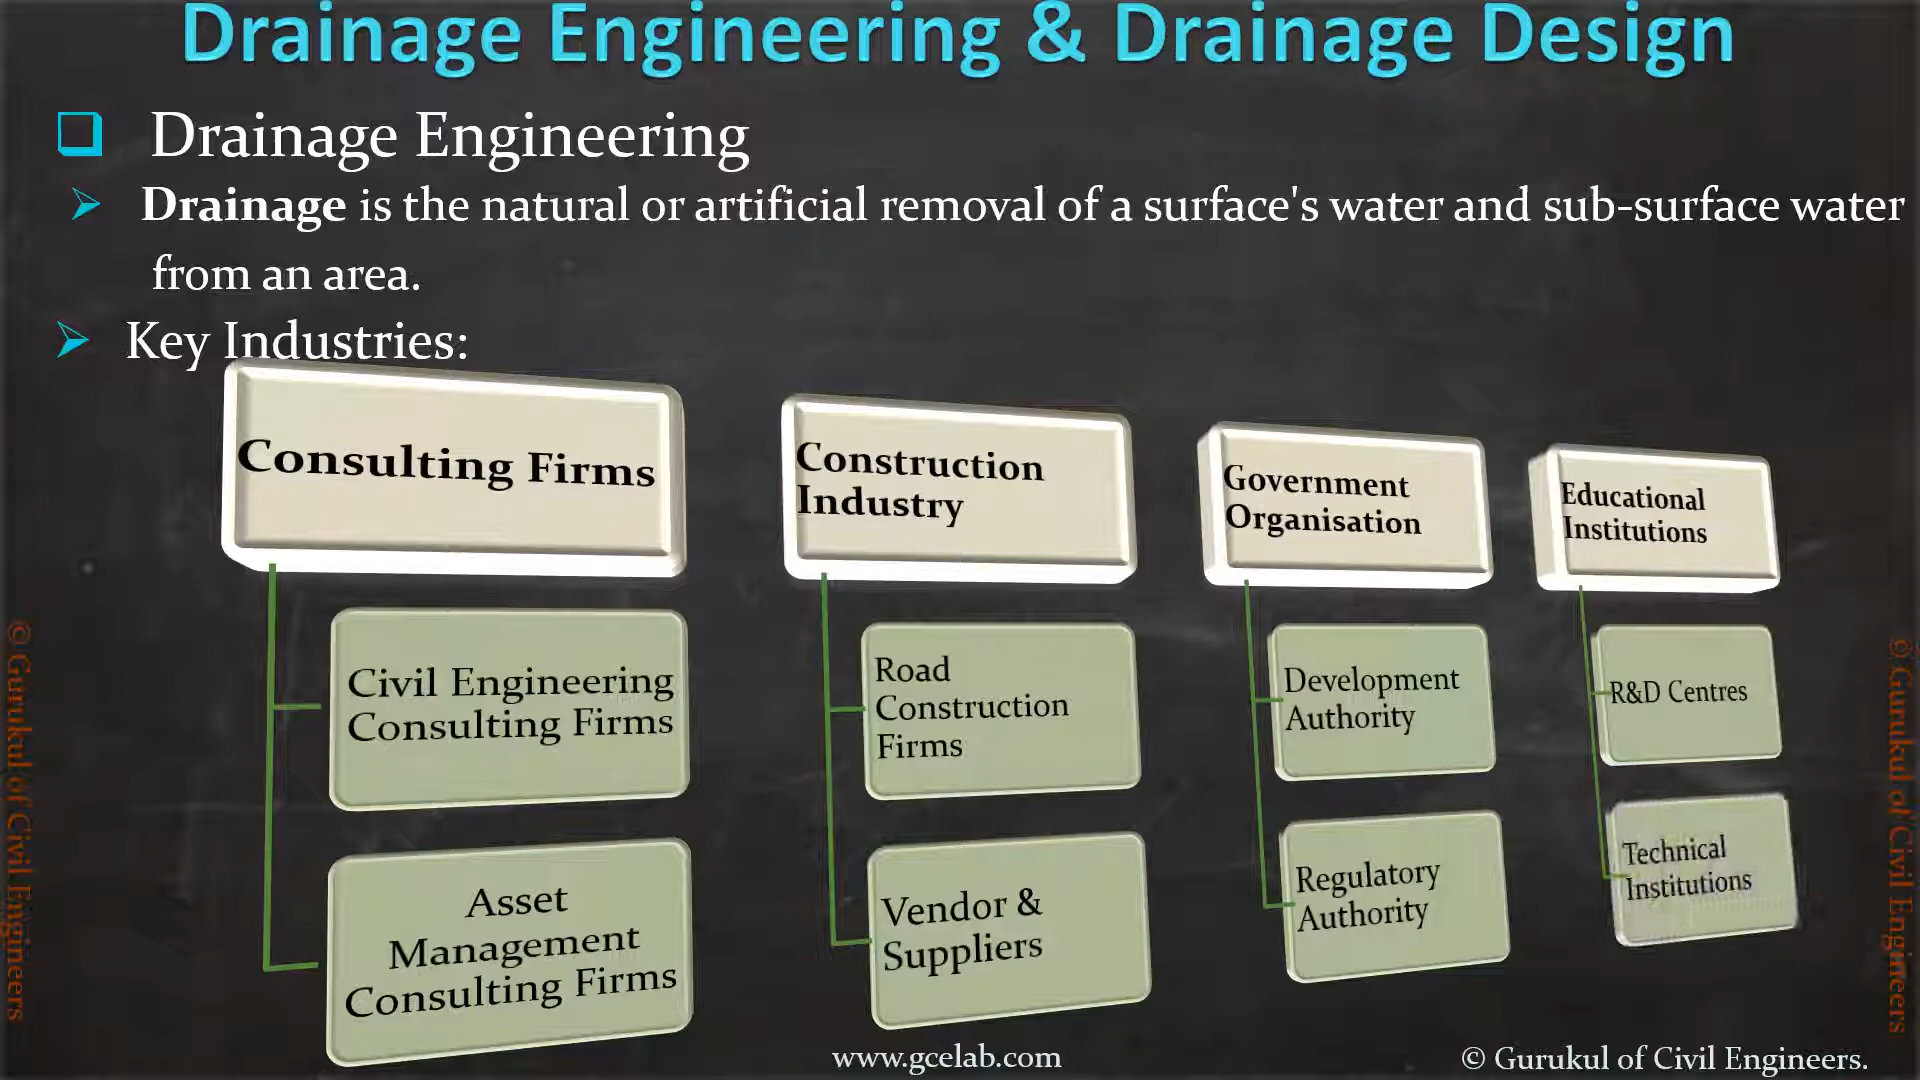 Drainage Engineering & Drainage Design
Drainage Engineering
Drainage is the natural or artificial removal of a surface's water and sub-surface water
from an area.
Key Industries:
Consulting Firms
Civil Engineering
Consulting Firms
Asset
Management
Consulting Firms
Construction
Industry
Road
Construction
Firms
Vendor &
Suppliers
Government
Organisation
Development
Authority
Regulatory
Authority
Educational
Institutions
R&D Centres
Technical
Institutions
© Gurukul of Civil Engineers
© Gurukul of Civil Engineers
www.gcelab.com
© Gurukul of Civil Engineers.